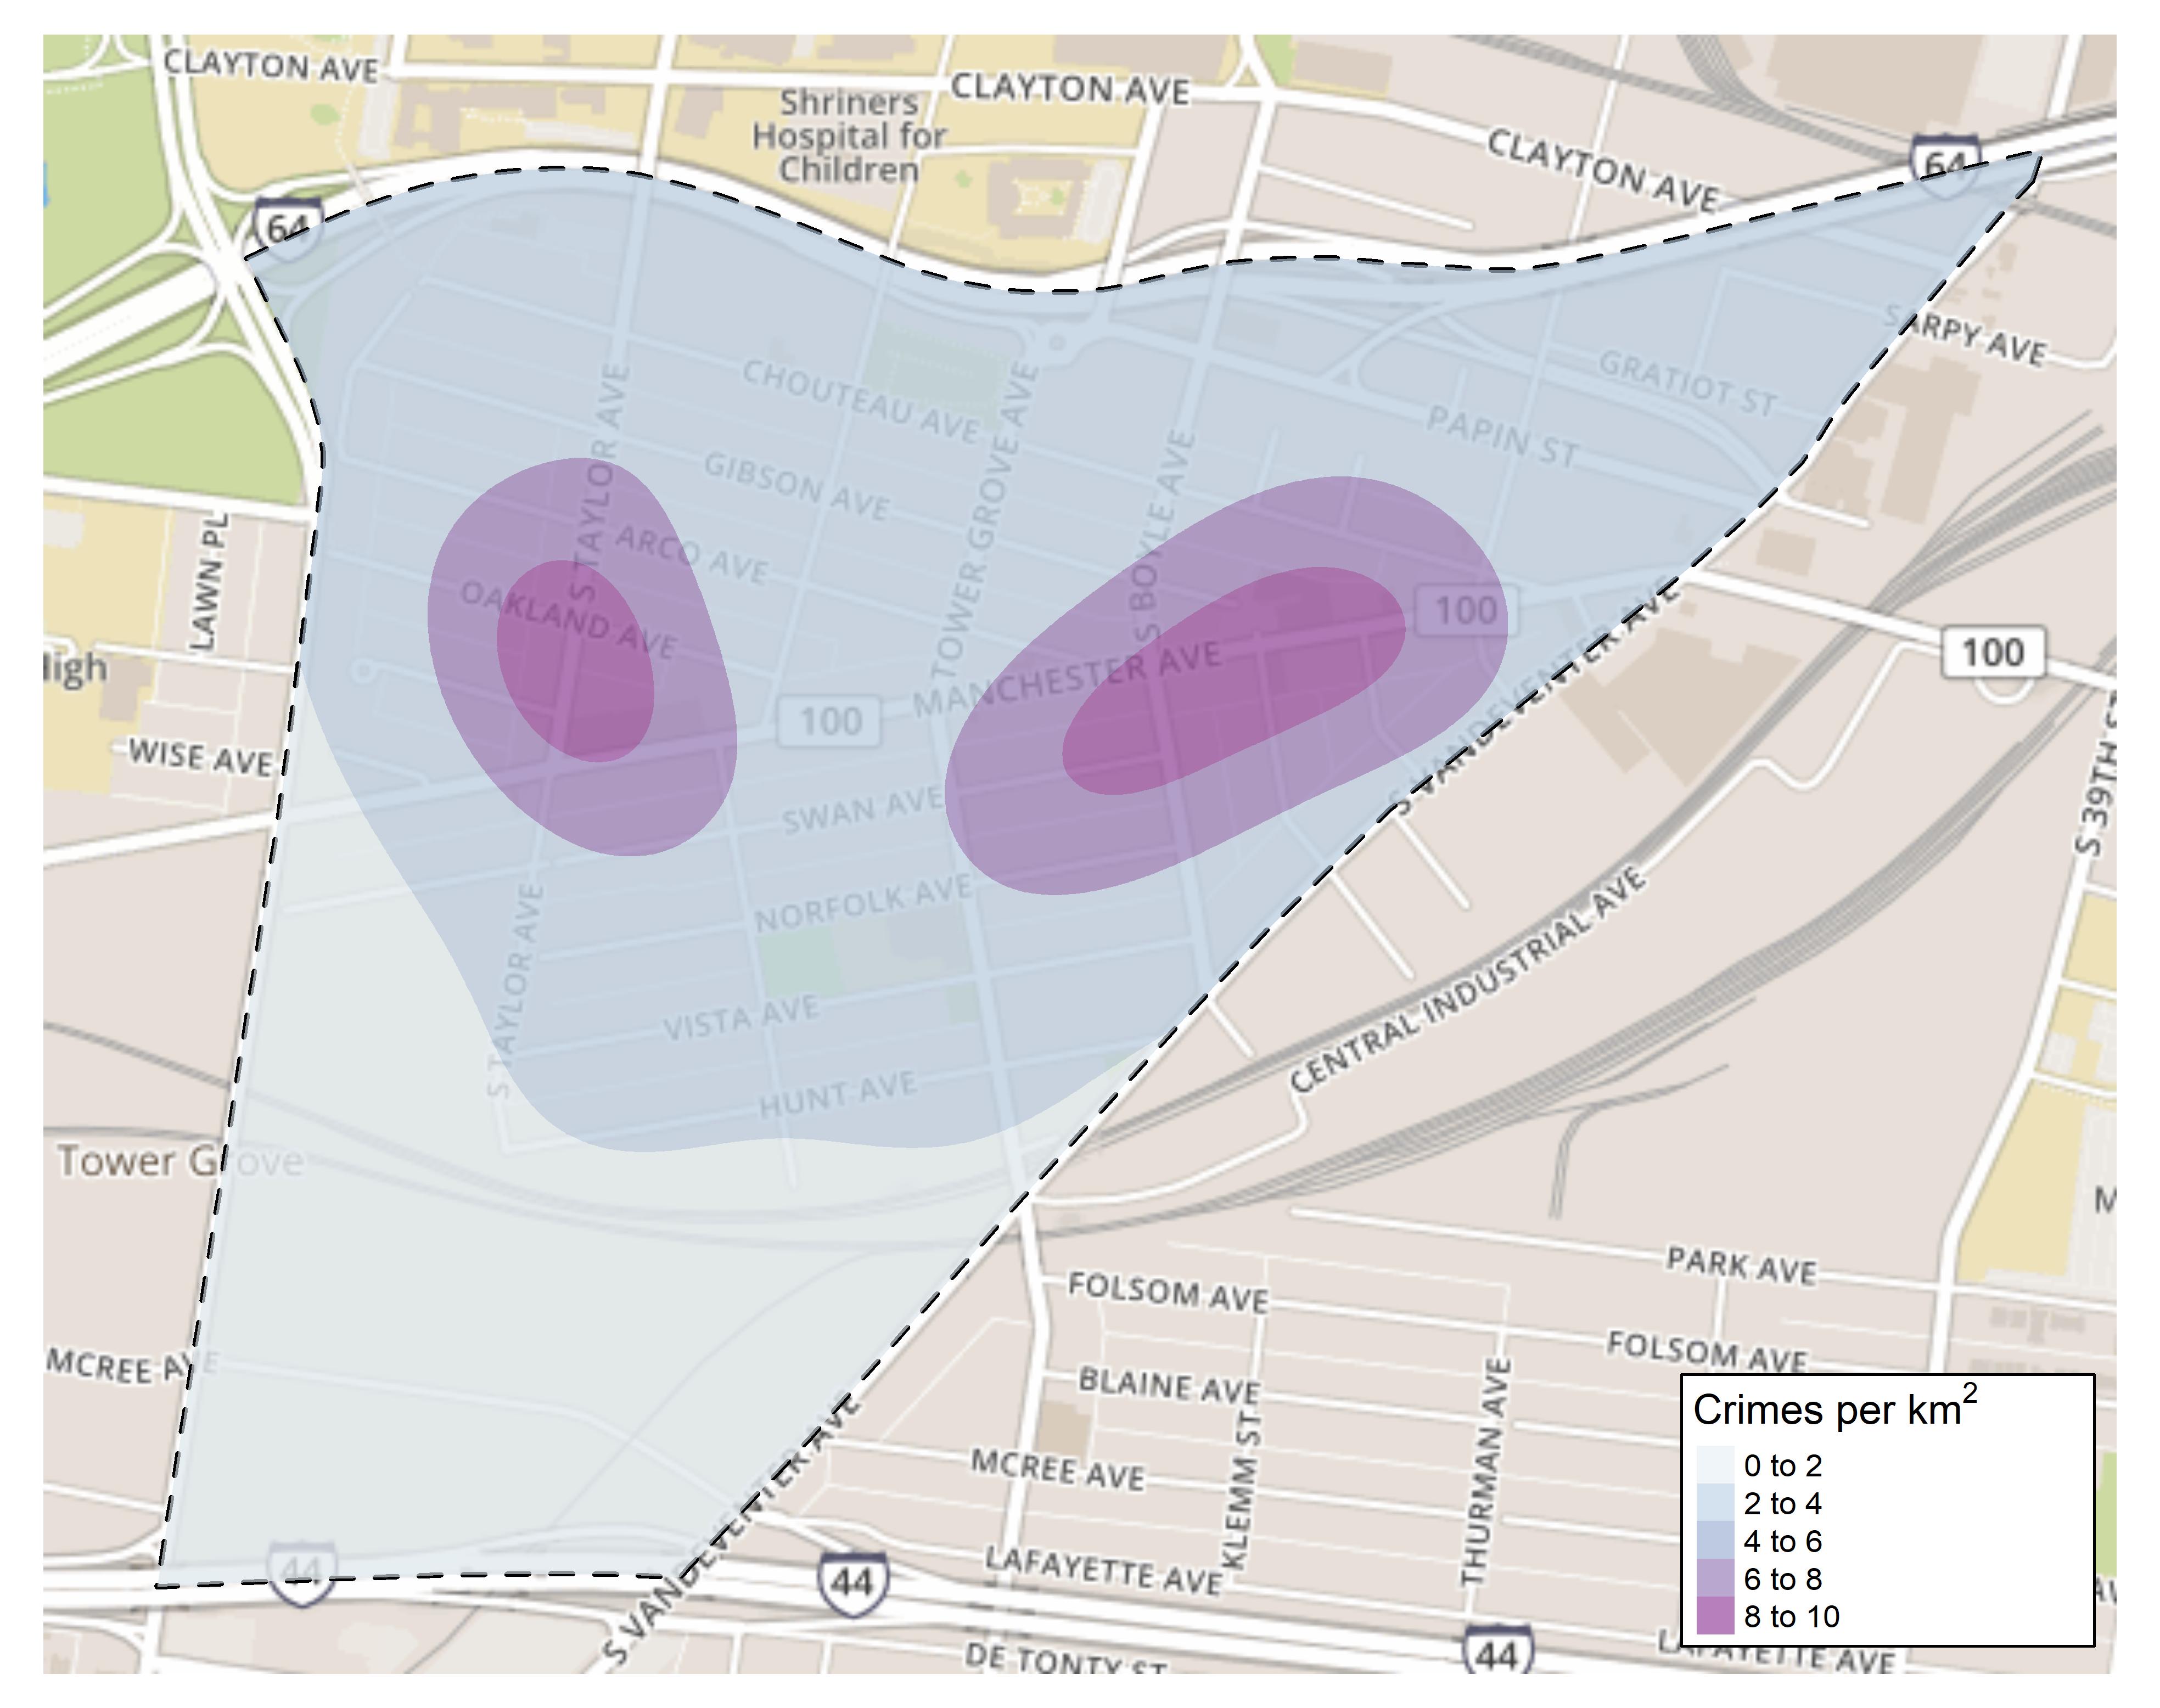 CLAYTON AVE
Shriners
Hospital for
Children
CLAYTON AVE
CLAYTON AVE
64
64
SARPY AVE
CHOUTEAU AVE
GRATIOT ST
PAPIN ST
S TAYLOR AVE
TOWER GROVE AVE
S BOYLE AVE
GIBSON AVE
ARCO AVE
OAKLAND AVE
LAWN PL
High
100
100
100
MANCHESTER AVE
WISE AVE
SWAN AVE
S VANDEVENTER AVE
S 39TH ST
NORFOLK AVE
S TAYLOR AVE
VISTA AVE
HUNT AVE
CENTRAL INDUSTRIAL AVE
Tower Grove
M
PARK AVE
FOLSOM AVE
FOLSOM AVE
MCREE AVE
BLAINE AVE
KLEMM ST
THURMAN AVE
MCREE AVE
S VANDEVENTER AVE
LAFAYETTE AVE
44
44
44
DE TONTY ST
LAFAYETTE AVE
Crimes per km²
0 to 2
2 to 4
4 to 6
6 to 8
8 to 10